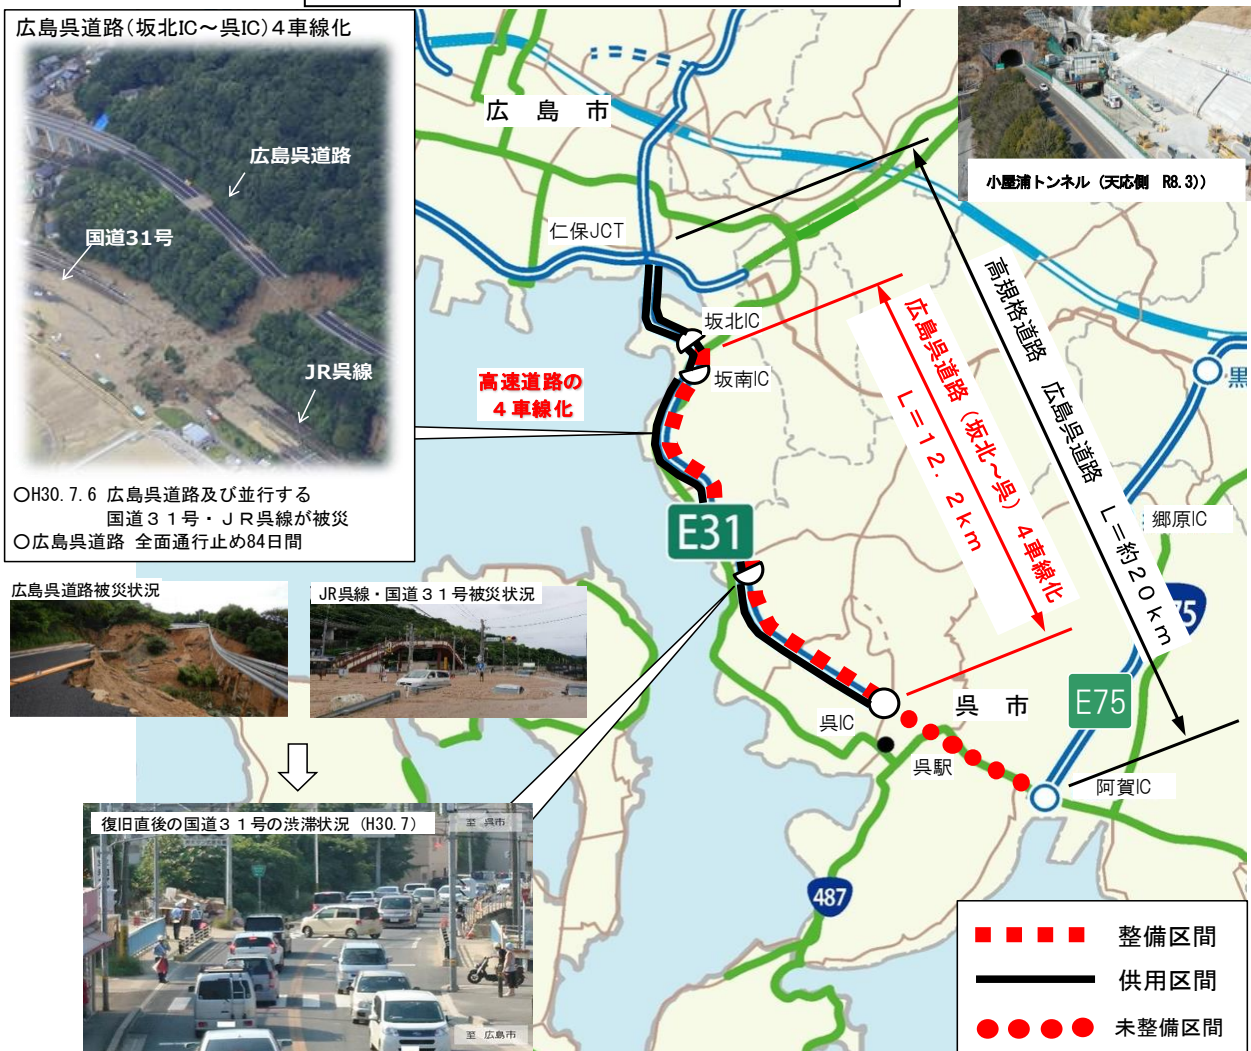 広島呉道路(坂北IC～呉IC)４車線化
広島呉道路
国道31号
JR呉線
○H30.7.6 広島呉道路及び並行する
国道３１号・ＪＲ呉線が被災
○広島呉道路 全面通行止め84日間
広島呉道路被災状況
JR呉線・国道３１号被災状況
復旧直後の国道３１号の渋滞状況（H30.7）
至 呉市
至 広島市
小屋浦トンネル（天応側　R8.3)）
広島市
仁保JCT
坂北IC
坂南IC
高速道路の
４車線化
E31
広島呉道路（坂北～呉）４車線化
Ｌ＝１２．２ｋｍ
高規格道路　広島呉道路　Ｌ＝約２０ｋｍ
黒
郷原IC
75
E75
呉市
呉IC
呉駅
阿賀IC
487
整備区間
供用区間
未整備区間